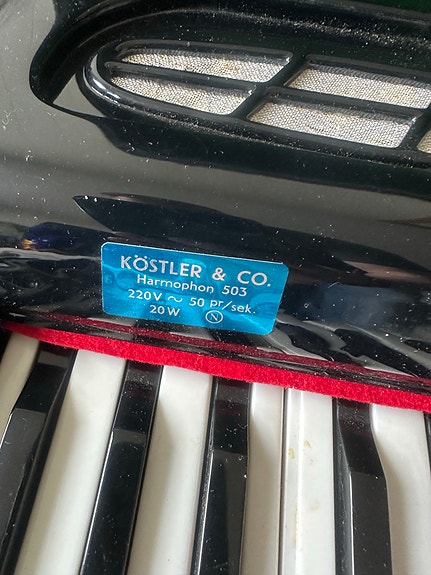 KÖSTLER & CO.
Harmophon 503
220V ~ 50 pr/sek.
20W Ⓝ